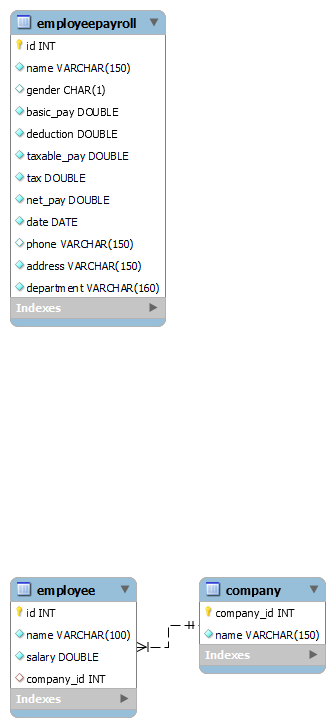 employeepayroll
id INT
name VARCHAR(150)
gender CHAR(1)
basic_pay DOUBLE
deduction DOUBLE
taxable_pay DOUBLE
tax DOUBLE
net_pay DOUBLE
date DATE
phone VARCHAR(150)
address VARCHAR(150)
department VARCHAR(160)
Indexes
employee
id INT
name VARCHAR(100)
salary DOUBLE
company_id INT
Indexes
company
company_id INT
name VARCHAR(150)
Indexes